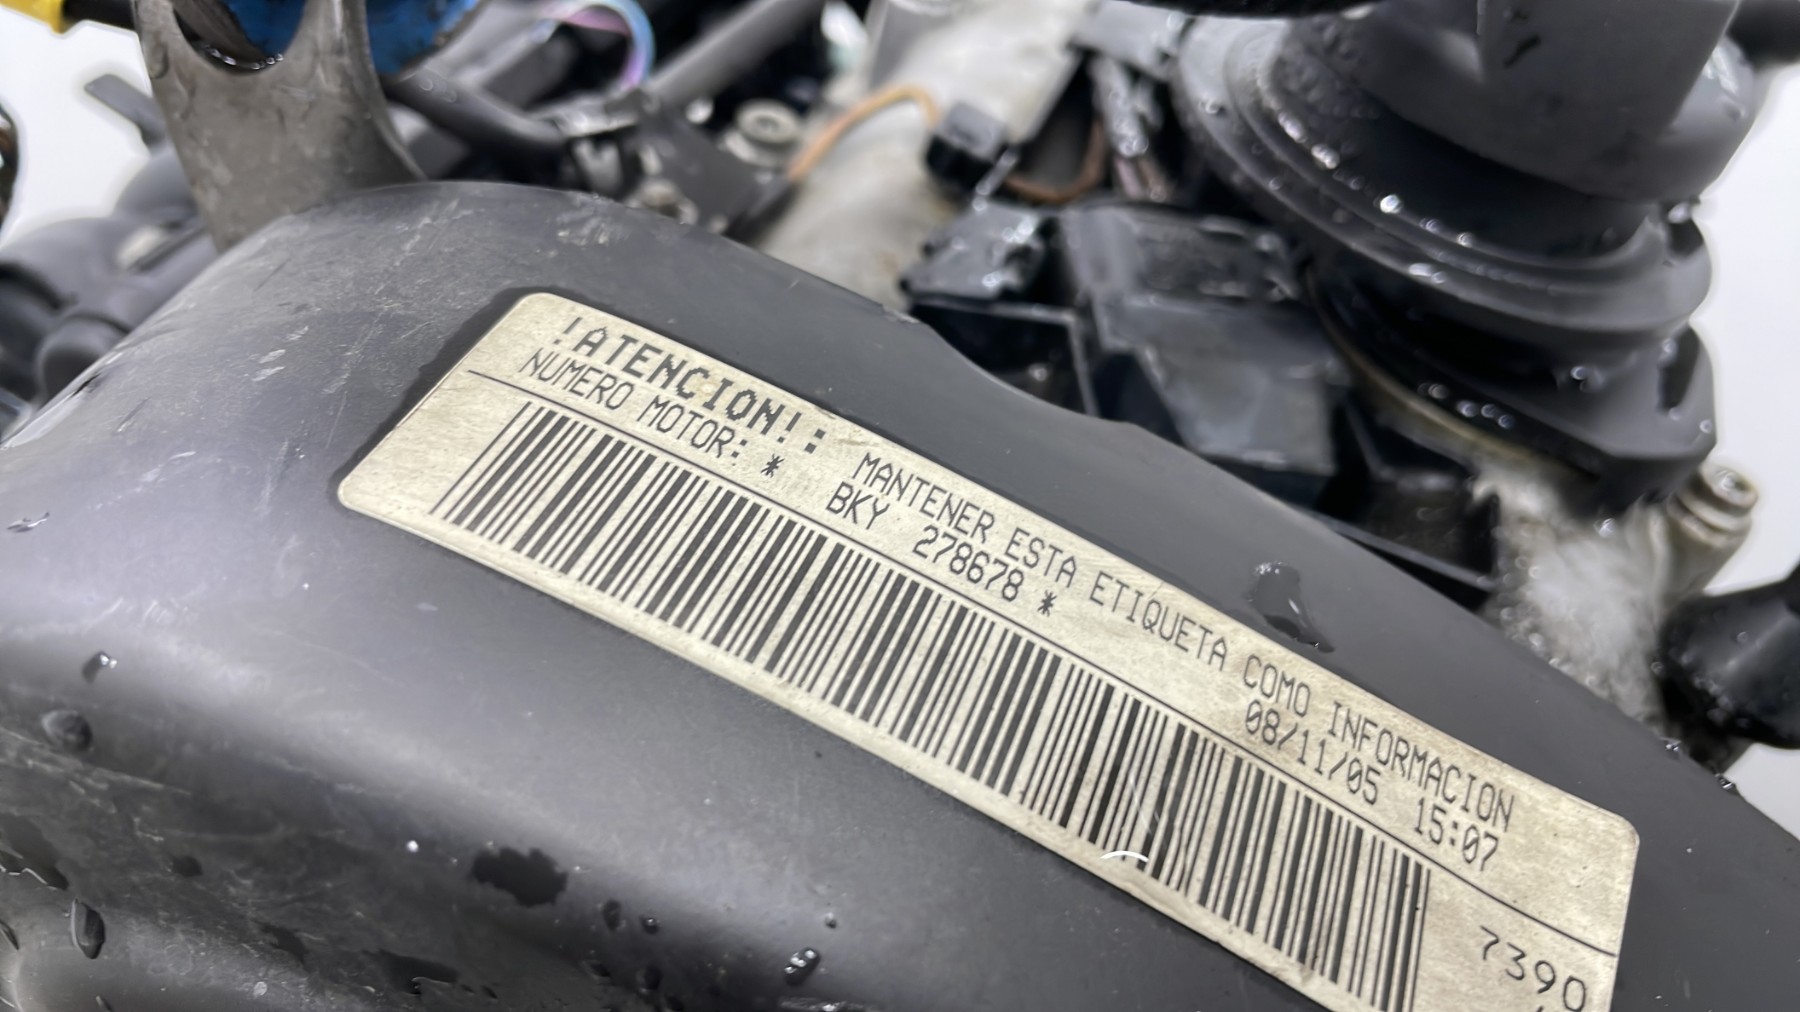 !ATENCION!: MANTENER ESTA ETIQUETA COMO INFORMACION
NUMERO MOTOR: * BKY 278678 * 08/11/05 15:07
7390